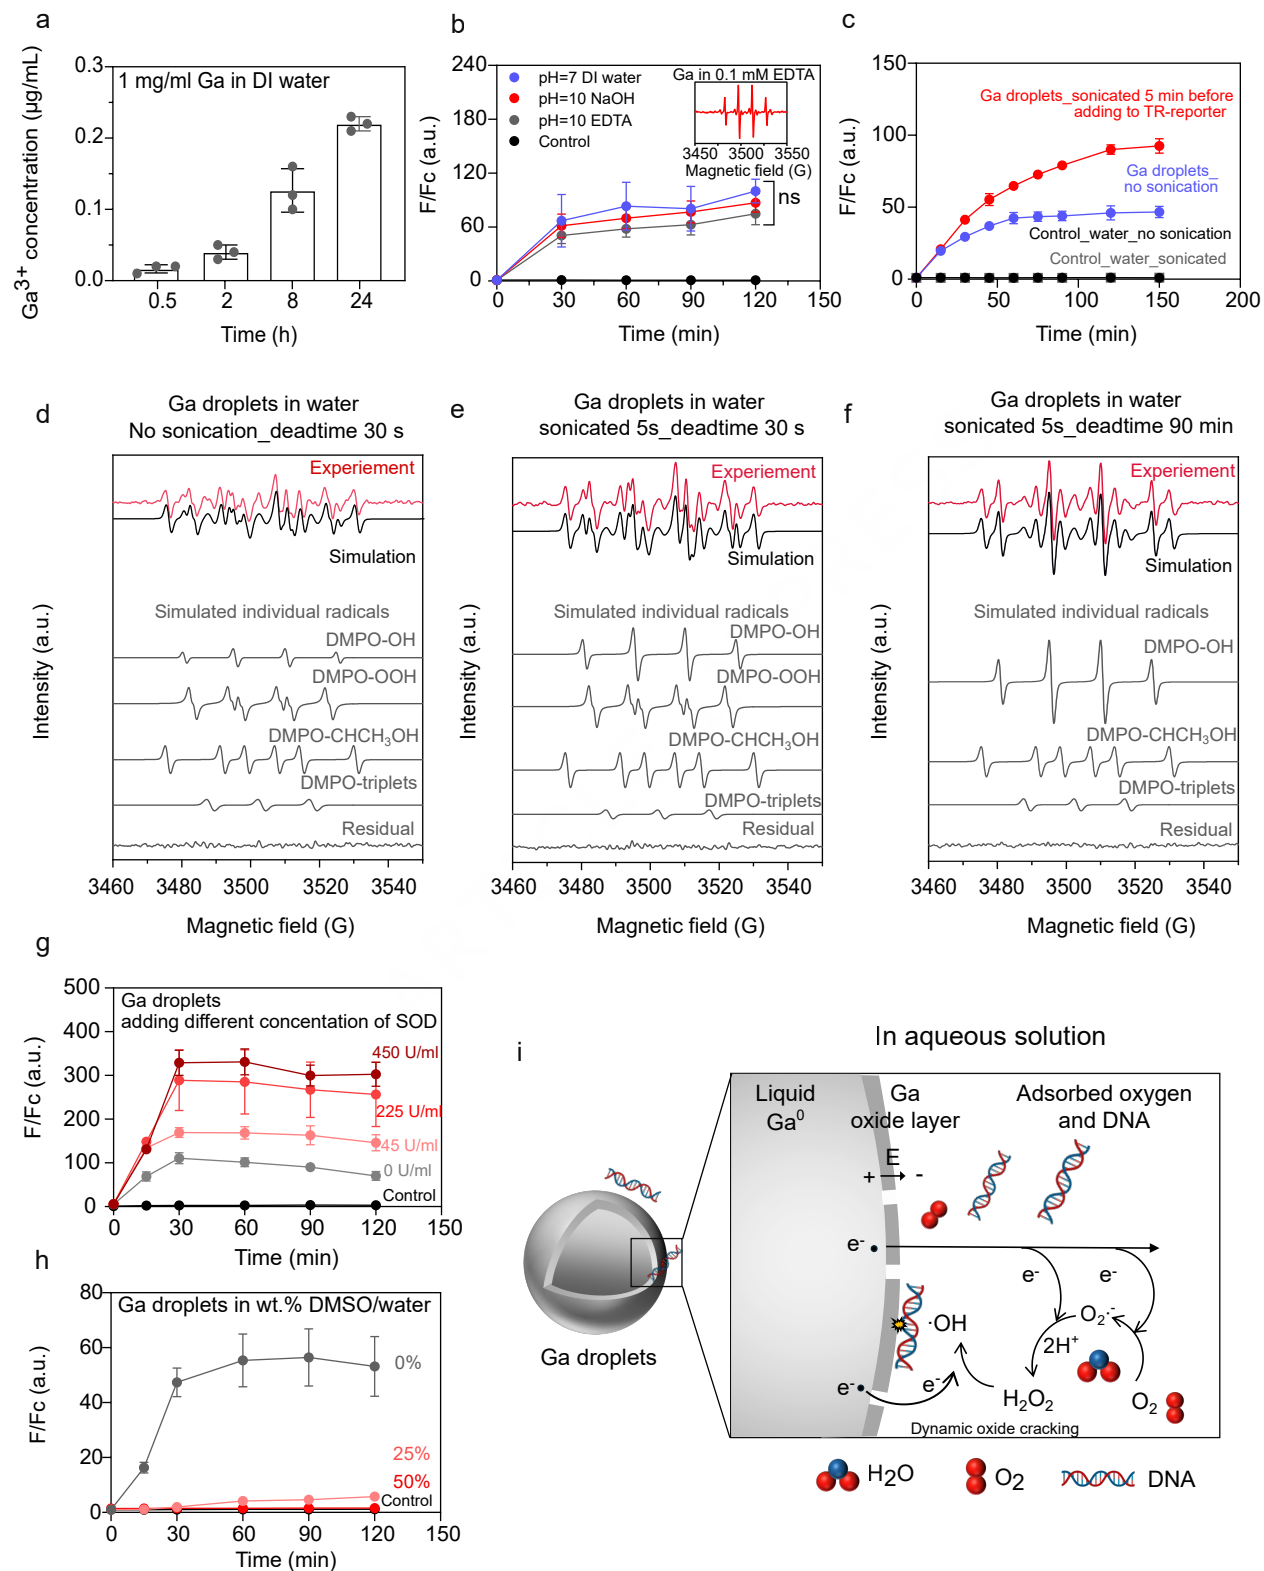 a
Ga3+ concentration (µg/mL)
0.3
0.2
0.1
0.0
1 mg/ml Ga in DI water
0.5 2 8 24
Time (h)
b
F/Fc (a.u.)
240
180
120
60
0
pH=7 DI water
pH=10 NaOH
pH=10 EDTA
Control
Ga in 0.1 mM EDTA
3450 3500 3550
Magnetic field (G)
ns
0 30 60 90 120 150
Time (min)
c
F/Fc (a.u.)
150
100
50
0
Ga droplets_sonicated 5 min before
adding to TR-reporter
Ga droplets_
no sonication
Control_water_no sonication
Control_water_sonicated
0 50 100 150 200
Time (min)
d
Ga droplets in water
No sonication_deadtime 30 s
Intensity (a.u.)
Experiement
Simulation
Simulated individual radicals
DMPO-OH
DMPO-OOH
DMPO-CHCH3OH
DMPO-triplets
Residual
3460 3480 3500 3520 3540
Magnetic field (G)
e
Ga droplets in water
sonicated 5s_deadtime 30 s
Intensity (a.u.)
Experiement
Simulation
Simulated individual radicals
DMPO-OH
DMPO-OOH
DMPO-CHCH3OH
DMPO-triplets
Residual
3460 3480 3500 3520 3540
Magnetic field (G)
f
Ga droplets in water
sonicated 5s_deadtime 90 min
Intensity (a.u.)
Experiement
Simulation
Simulated individual radicals
DMPO-OH
DMPO-CHCH3OH
DMPO-triplets
Residual
3460 3480 3500 3520 3540
Magnetic field (G)
g
F/Fc (a.u.)
500
400
300
200
100
0
Ga droplets
adding different concentation of SOD
450 U/ml
225 U/ml
45 U/ml
0 U/ml
Control
0 30 60 90 120 150
Time (min)
h
F/Fc (a.u.)
80
60
40
20
0
Ga droplets in wt.% DMSO/water
0%
25%
50%
Control
0 30 60 90 120 150
Time (min)
i
In aqueous solution
Ga droplets
Liquid
Ga0
Ga
oxide layer
Adsorbed oxygen
and DNA
E
+ -
e-
e- e-
·OH
O2·-
2H+
e- e-
H2O2
O2
Dynamic oxide cracking
H2O
O2
DNA